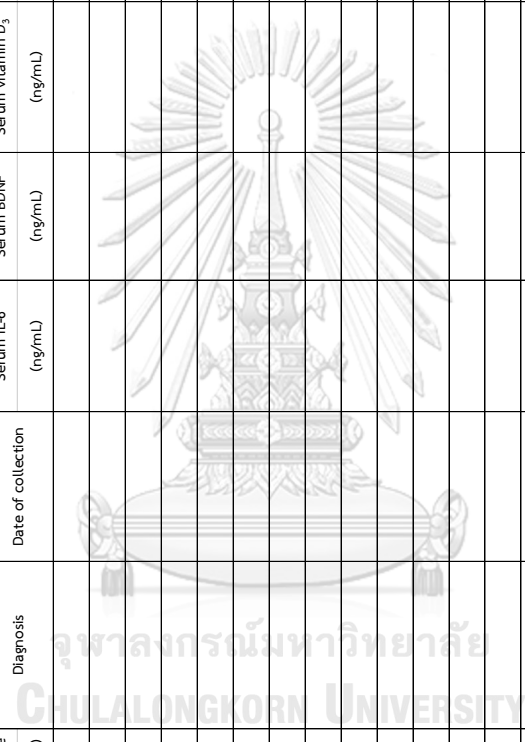 Diagnosis
Date of collection
Serum IL-6
(ng/mL)
Serum BDNF
(ng/mL)
Serum Vitamin D₃
(ng/mL)
จุฬาลงกรณ์มหาวิทยาลัย
CHULALONGKORN UNIVERSITY